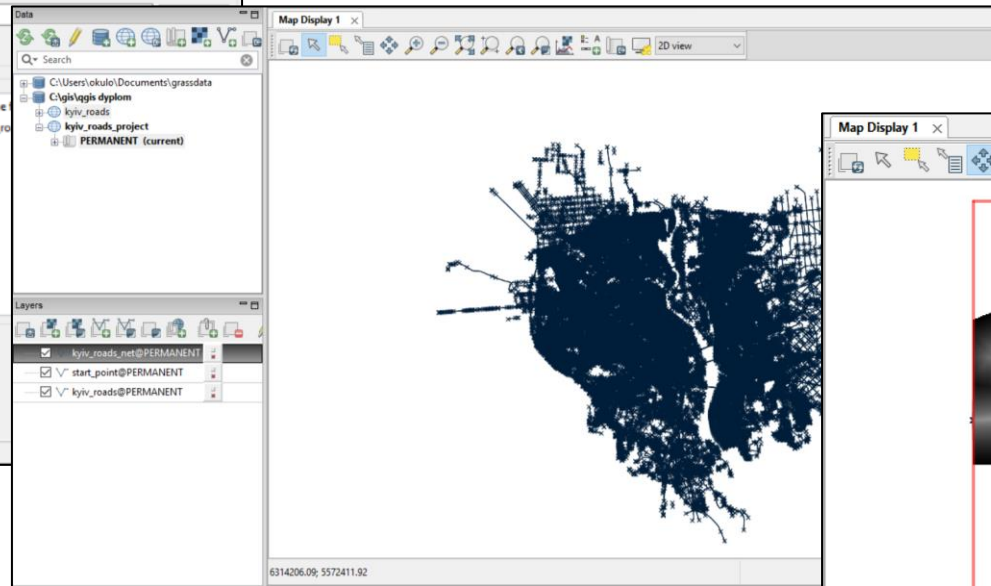 Data
Search
C:\Users\okulo\Documents\grassdata
C:\gis\qgis dyplom
kyiv_roads
kyiv_roads_project
PERMANENT (current)
Layers
kyiv_roads_net@PERMANENT
start_point@PERMANENT
kyiv_roads@PERMANENT
Map Display 1
2D view
6314206.09; 5572411.92
Map Display 1